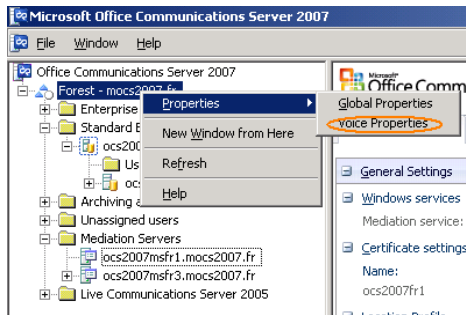 Microsoft Office Communications Server 2007
File Window Help
Office Communications Server 2007
Forest - mocs2007.fr
Enterprise
Standard E
ocs200
Us
ocs
Archiving a
Unassigned users
Mediation Servers
ocs2007msfr1.mocs2007.fr
ocs2007msfr3.mocs2007.fr
Live Communications Server 2005
Properties
New Window from Here
Refresh
Help
Global Properties
Voice Properties
Microsoft
Office Comm
General Settings
Windows services
Mediation service:
Certificate settings
Name:
ocs2007fr1
Location Profile